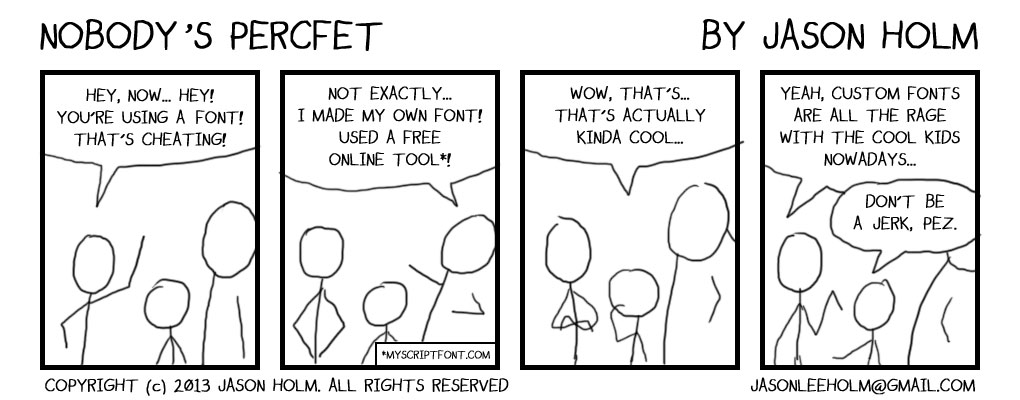 NOBODY'S PERCFET
BY JASON HOLM
HEY, NOW... HEY!
YOU'RE USING A FONT!
THAT'S CHEATING!
NOT EXACTLY...
I MADE MY OWN FONT!
USED A FREE
ONLINE TOOL*!
*MYSCRIPTFONT.COM
WOW, THAT'S...
THAT'S ACTUALLY
KINDA COOL...
YEAH, CUSTOM FONTS
ARE ALL THE RAGE
WITH THE COOL KIDS
NOWADAYS...
DON'T BE
A JERK, PEZ.
COPYRIGHT (c) 2013 JASON HOLM. ALL RIGHTS RESERVED
JASONLEEHOLM@GMAIL.COM